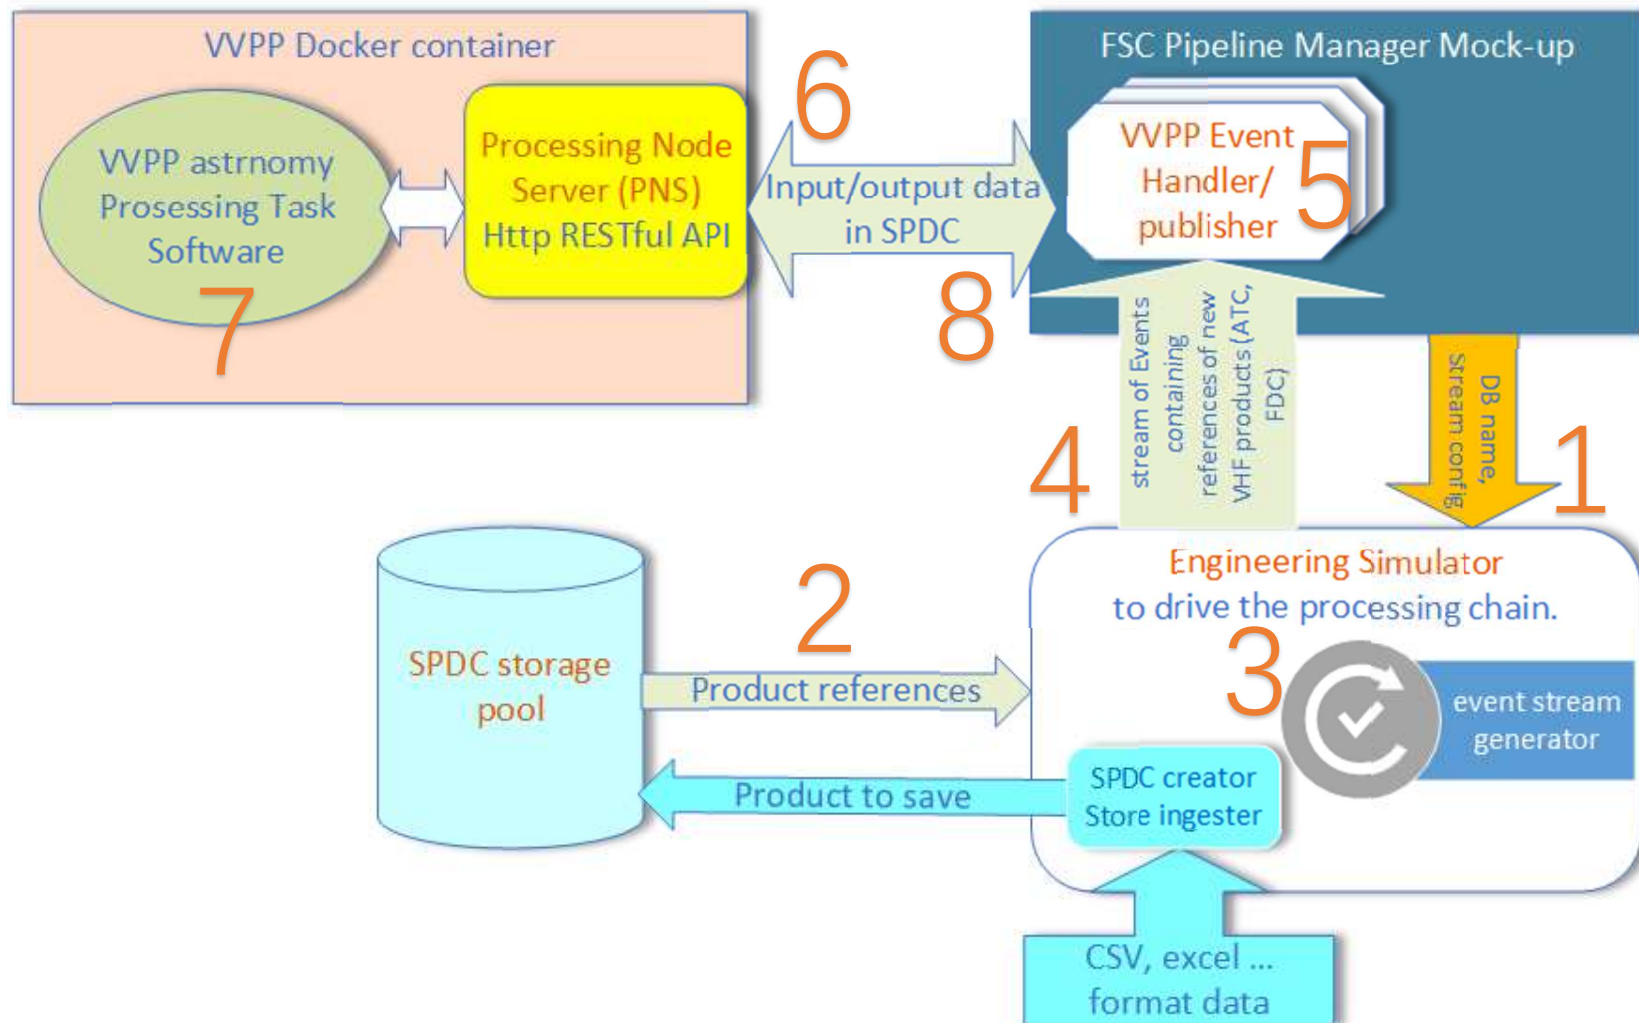 VVPP Docker container
VVPP astrnomy
Prosessing Task
Software
7
Processing Node
Server (PNS)
Http RESTful API
6
Input/output data
in SPDC
8
FSC Pipeline Manager Mock-up
VVPP Event
Handler/
publisher
5
stream of Events
containing
references of new
VHF products (ATC,
FDC)
4
DB name,
Stream config
1
SPDC storage
pool
2
Product references
Product to save
Engineering Simulator
to drive the processing chain.
3
event stream
generator
SPDC creator
Store ingester
CSV, excel ...
format data